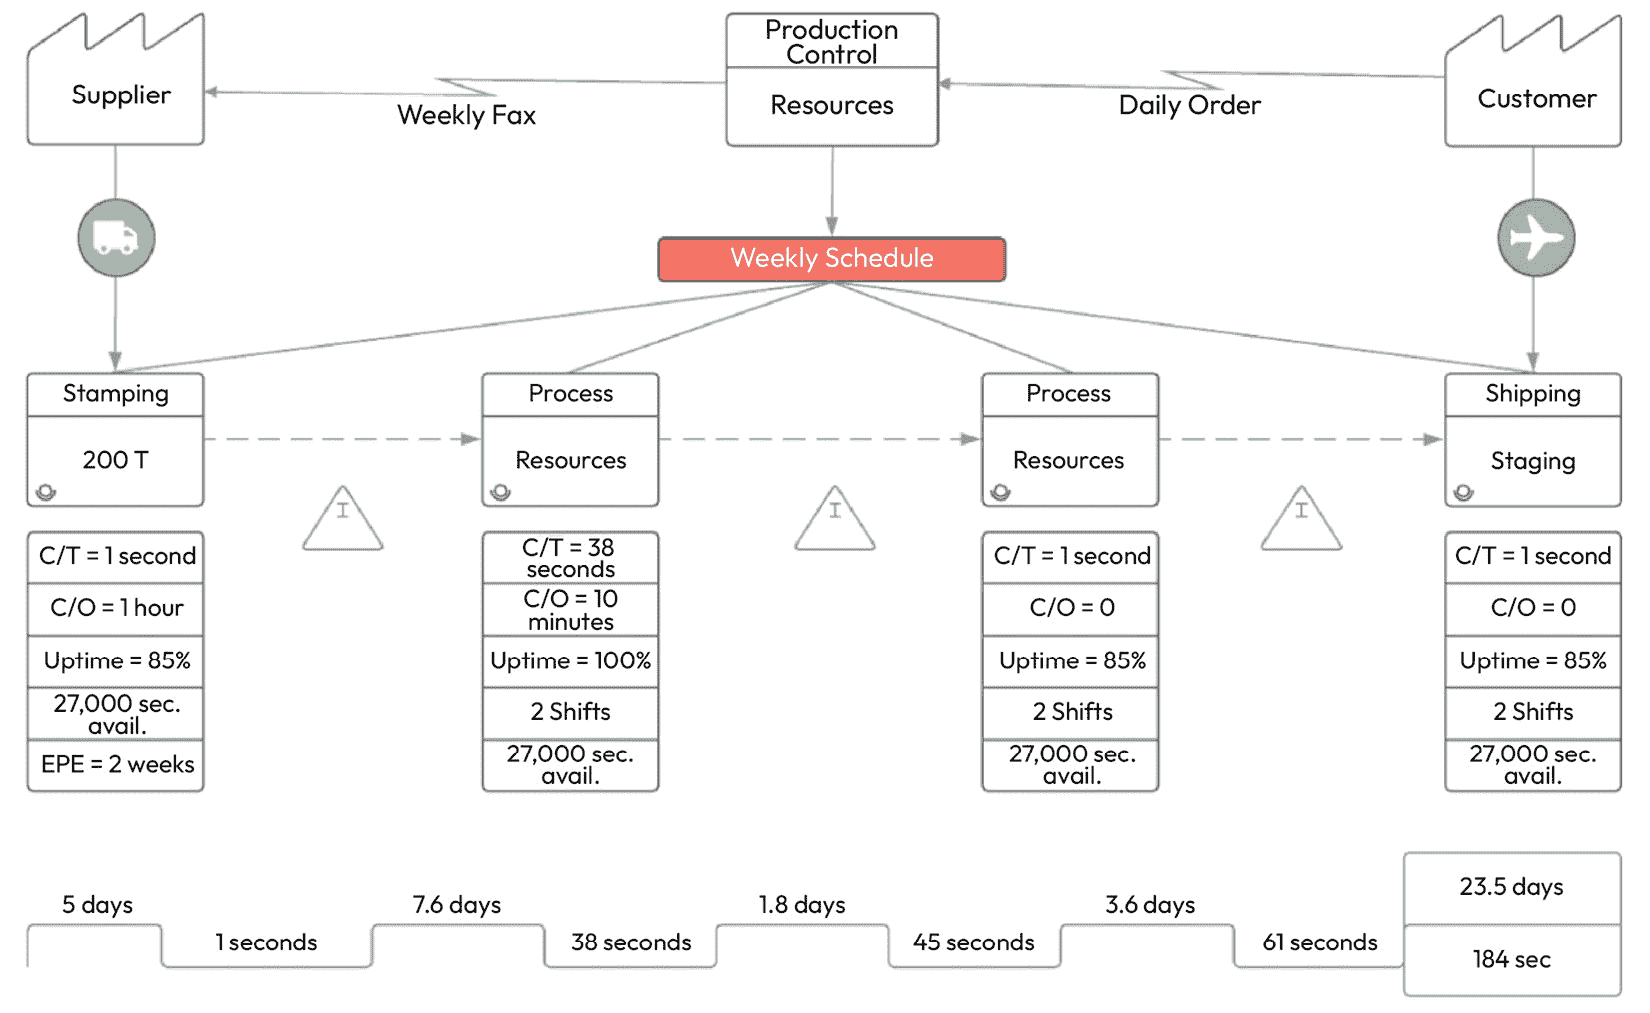 Production
Control
Supplier
Weekly Fax
Resources
Daily Order
Customer
Weekly Schedule
Stamping
200 T
Process
Resources
Process
Resources
Shipping
Staging
I
I
I
C/T = 1 second
C/O = 1 hour
Uptime = 85%
27,000 sec.
avail.
EPE = 2 weeks
C/T = 38
seconds
C/O = 10
minutes
Uptime = 100%
2 Shifts
27,000 sec.
avail.
C/T = 1 second
C/O = 0
Uptime = 85%
2 Shifts
27,000 sec.
avail.
C/T = 1 second
C/O = 0
Uptime = 85%
2 Shifts
27,000 sec.
avail.
5 days
1 seconds
7.6 days
38 seconds
1.8 days
45 seconds
3.6 days
61 seconds
23.5 days
184 sec